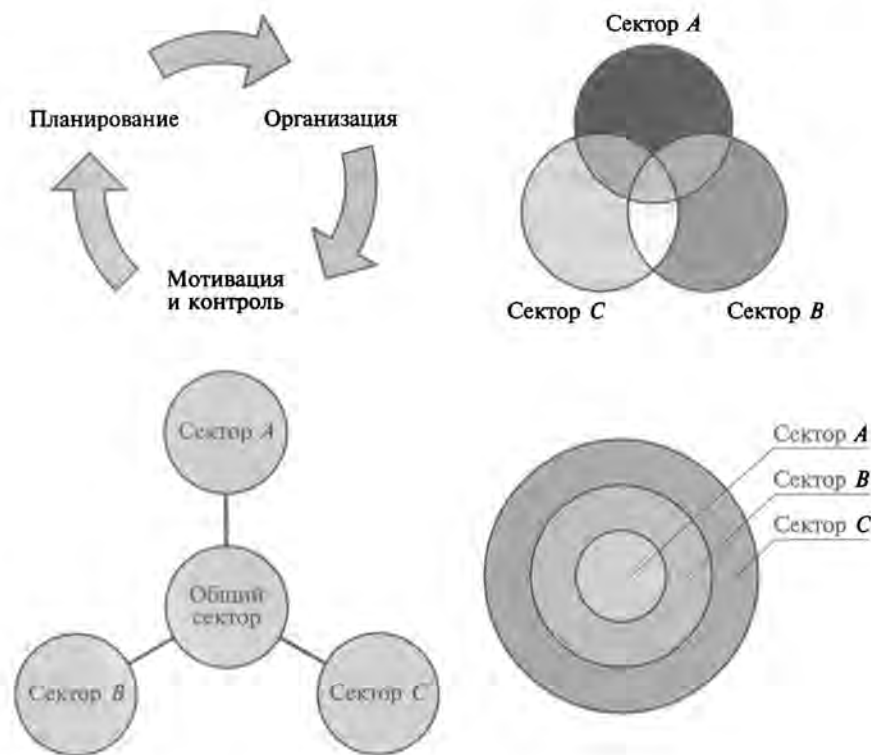 Планирование
Организация
Мотивация
и контроль
Сектор A
Сектор C
Сектор B
Сектор A
Общий
сектор
Сектор B
Сектор C
Сектор A
Сектор B
Сектор C